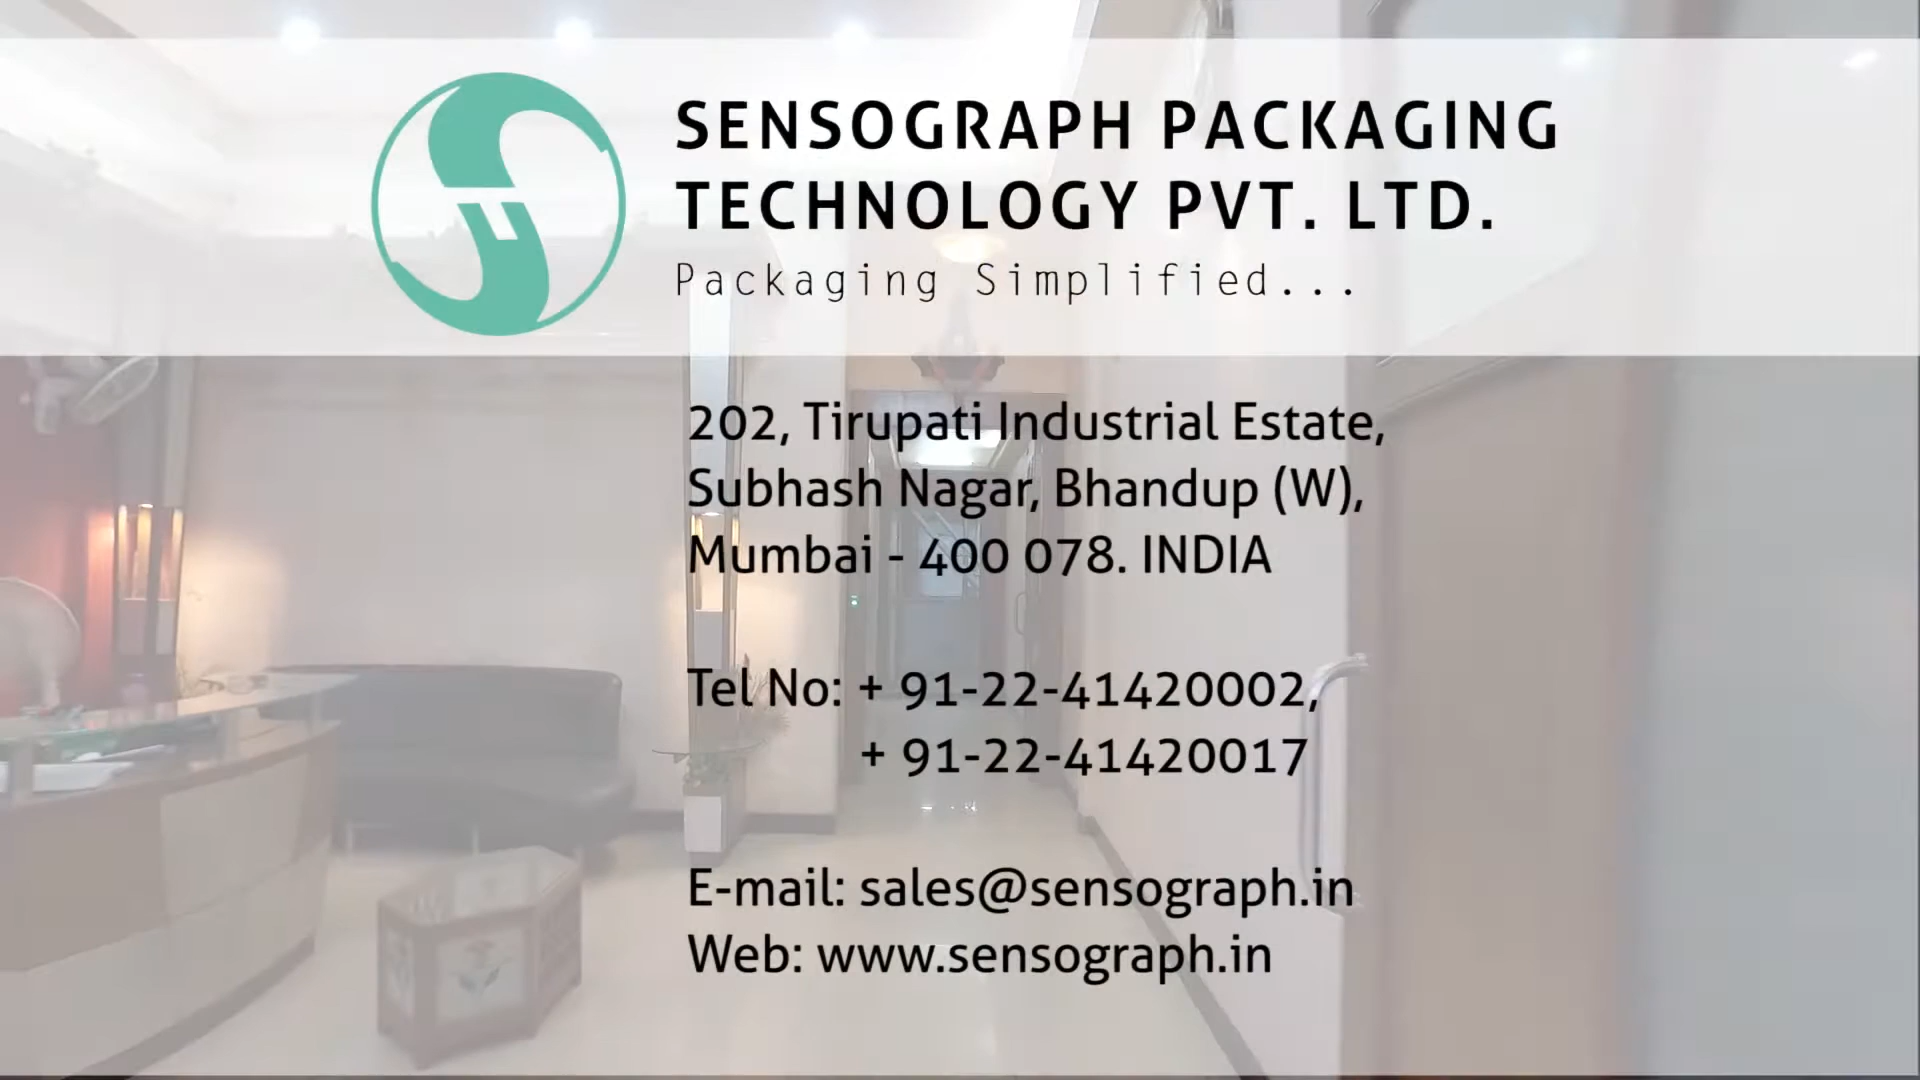 SENSOGRAPH PACKAGING
TECHNOLOGY PVT. LTD.
Packaging Simplified...
202, Tirupati Industrial Estate,
Subhash Nagar, Bhandup (W),
Mumbai - 400 078. INDIA
Tel No: + 91-22-41420002,
+ 91-22-41420017
E-mail: sales@sensograph.in
Web: www.sensograph.in